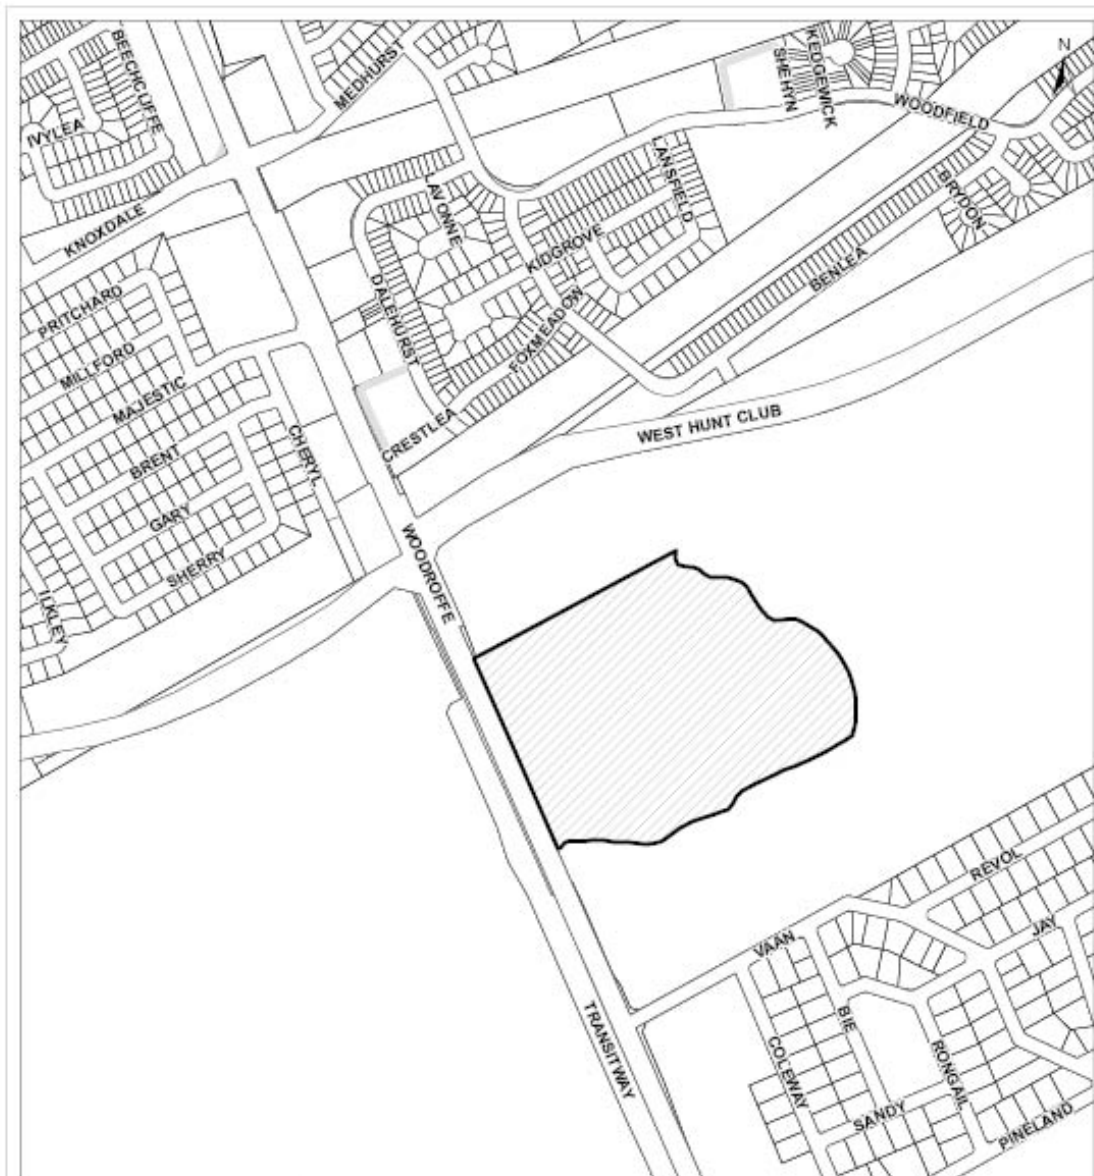 BEECHCLIFFE
MEDHURST
KEDGEWICK
SHEHYN
N
WOODFIELD
IVYLEA
LANSFIELD
LAVONNE
BRYDON
KNOXDALE
KIDGROVE
BENLEA
DALEHURST
PRITCHARD
FOXMEADOW
MILLFORD
MAJESTIC
CRESTLEA
WEST HUNT CLUB
BRENT
CHERYL
GARY
WOODROFFE
SHERRY
ILKLEY
REVOL
VAAN
JAY
BIE
TRANSITWAY
COLEWAY
RONGAIL
SANDY
PINELAND